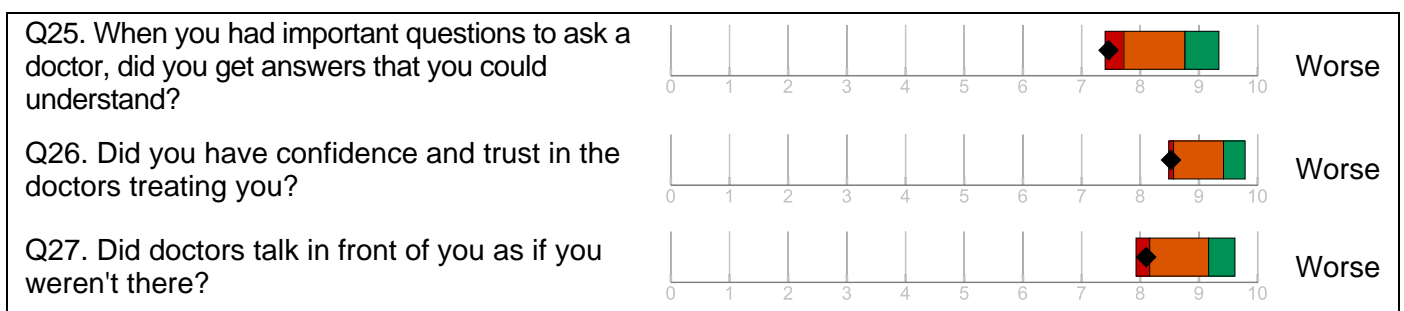 Q25. When you had important questions to ask a
doctor, did you get answers that you could
understand?
0 1 2 3 4 5 6 7 8 9 10
Worse
Q26. Did you have confidence and trust in the
doctors treating you?
0 1 2 3 4 5 6 7 8 9 10
Worse
Q27. Did doctors talk in front of you as if you
weren't there?
0 1 2 3 4 5 6 7 8 9 10
Worse